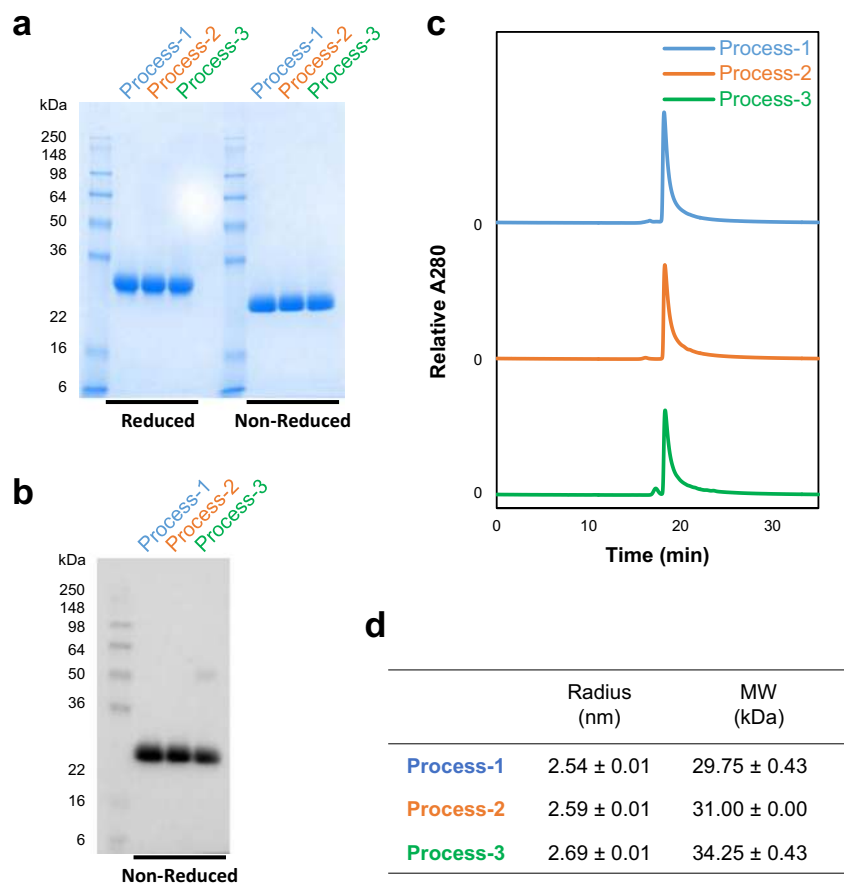 a
Process-1
Process-2
Process-3
Process-1
Process-2
Process-3
kDa
250
148
98
64
50
36
22
16
6
Reduced
Non-Reduced
b
Process-1
Process-2
Process-3
kDa
250
148
98
64
50
36
22
16
6
Non-Reduced
c
Process-1
Process-2
Process-3
Relative A280
0
0
0
0 10 20 30
Time (min)
d
Radius (nm) MW (kDa)
Process-1 2.54 ± 0.01 29.75 ± 0.43
Process-2 2.59 ± 0.01 31.00 ± 0.00
Process-3 2.69 ± 0.01 34.25 ± 0.43